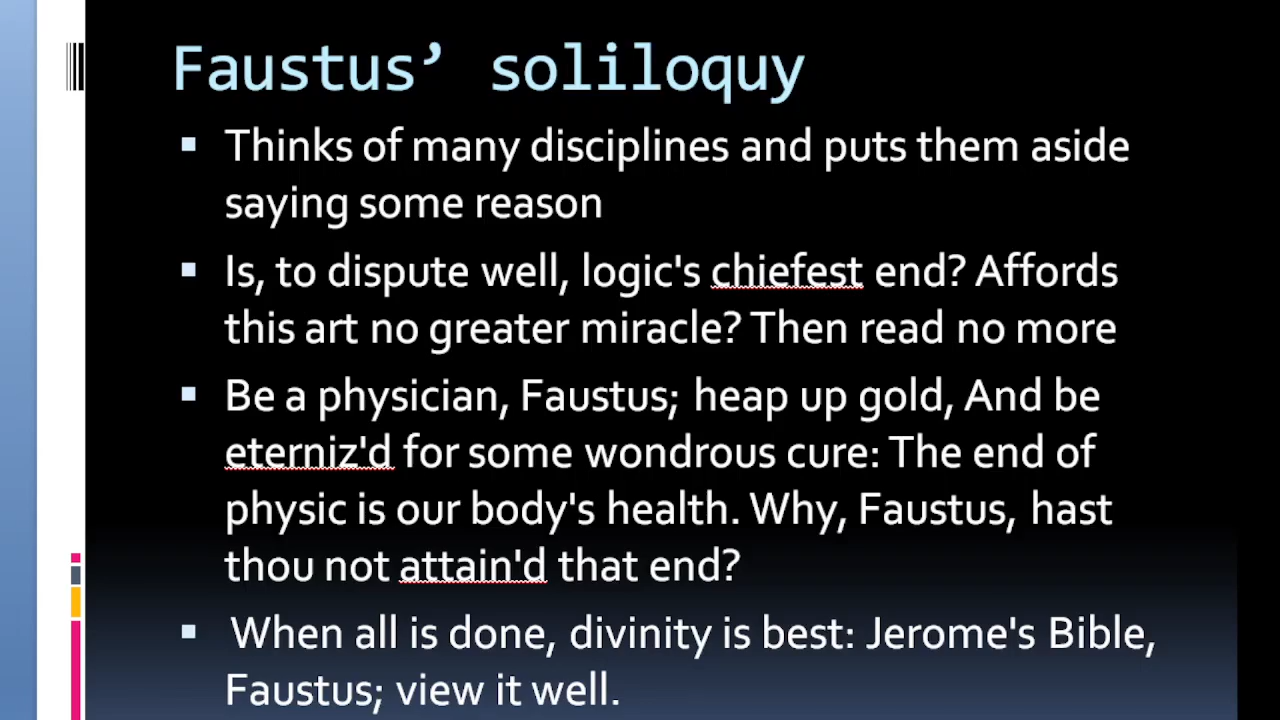 Faustus’ soliloquy
Thinks of many disciplines and puts them aside
saying some reason
Is, to dispute well, logic's chiefest end? Affords
this art no greater miracle? Then read no more
Be a physician, Faustus; heap up gold, And be
eterniz'd for some wondrous cure: The end of
physic is our body's health. Why, Faustus, hast
thou not attain'd that end?
When all is done, divinity is best: Jerome's Bible,
Faustus; view it well.